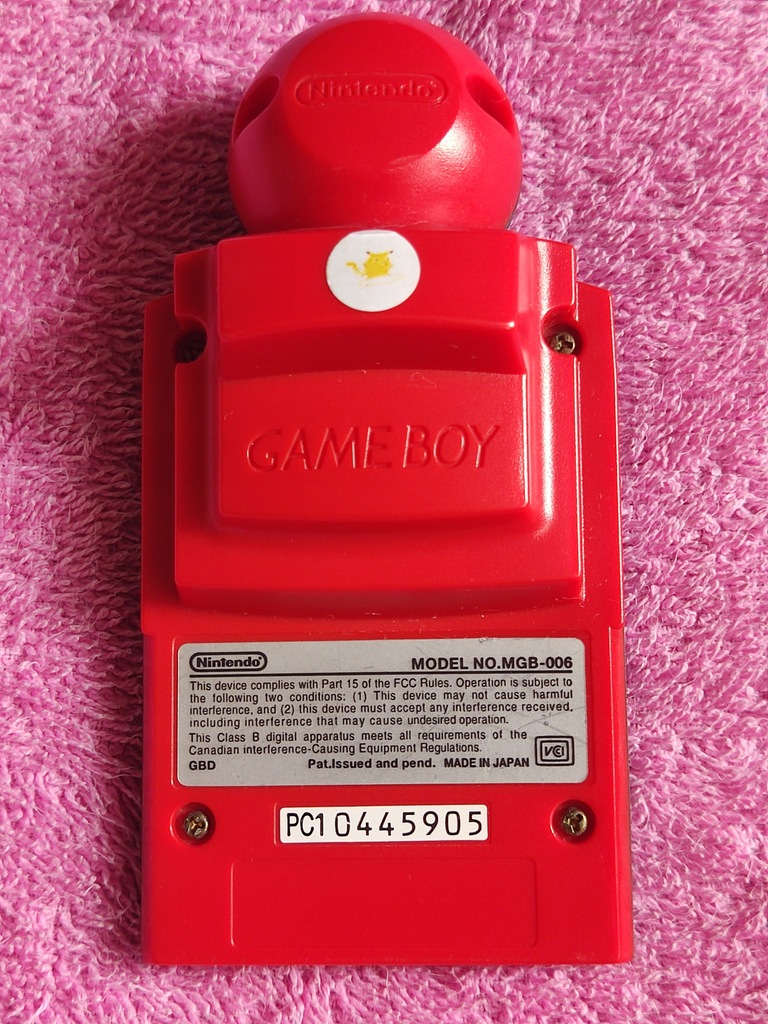 Nintendo
GAME BOY
Nintendo MODEL NO.MGB-006
This device complies with Part 15 of the FCC Rules. Operation is subject to
the following two conditions: (1) This device may not cause harmful
interference, and (2) this device must accept any interference received,
including interference that may cause undesired operation.
This Class B digital apparatus meets all requirements of the
Canadian interference-Causing Equipment Regulations.
VCI
GBD Pat.Issued and pend. MADE IN JAPAN
PC10445905